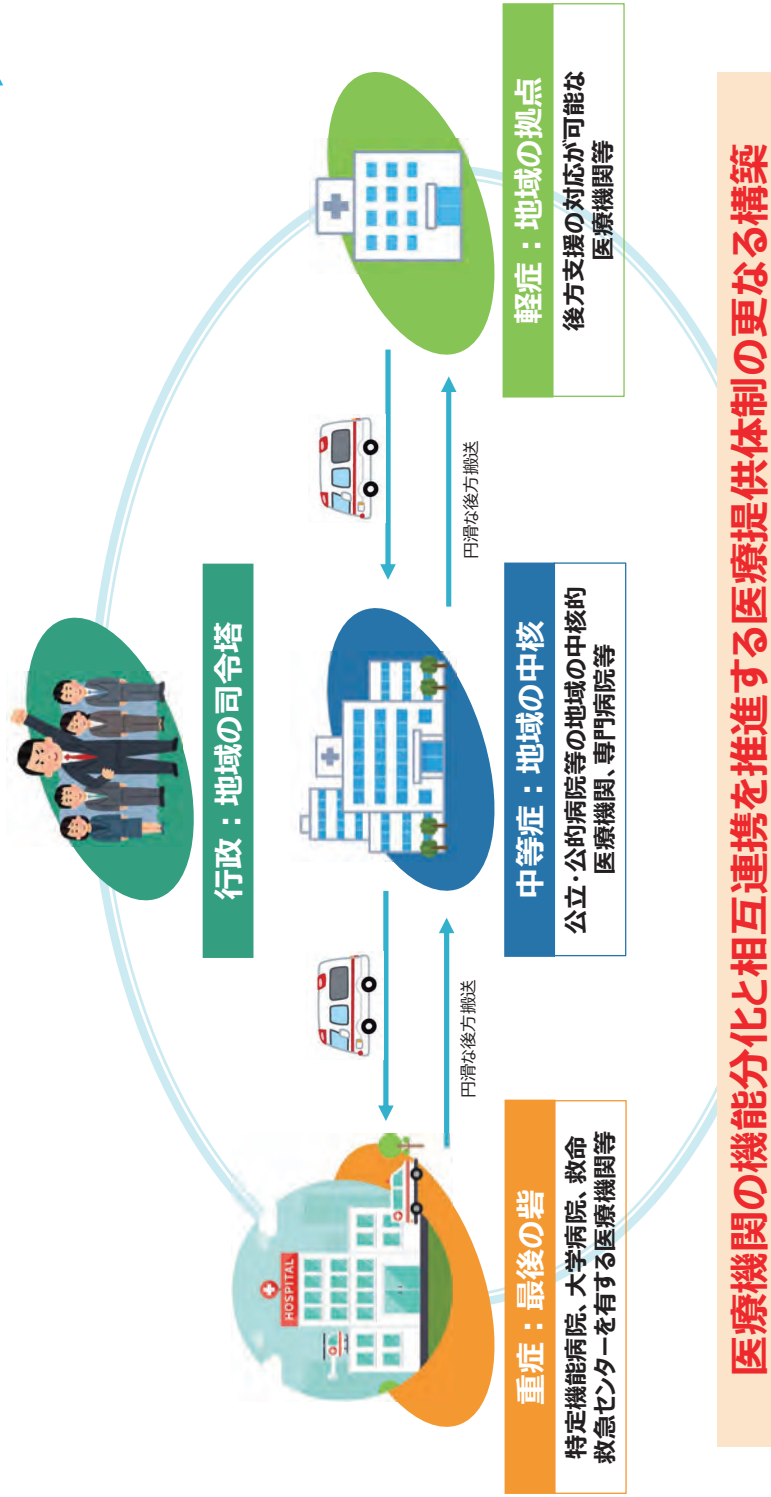 行政：地域の司令塔
HOSPITAL
重症：最後の砦
特定機能病院、大学病院、救命
救急センターを有する医療機関等
円滑な後方搬送
中等症：地域の中核
公立・公的病院等の地域の中核的
医療機関、専門病院等
円滑な後方搬送
軽症：地域の拠点
後方支援の対応が可能な
医療機関等
医療機関の機能分化と相互連携を推進する医療提供体制の更なる構築